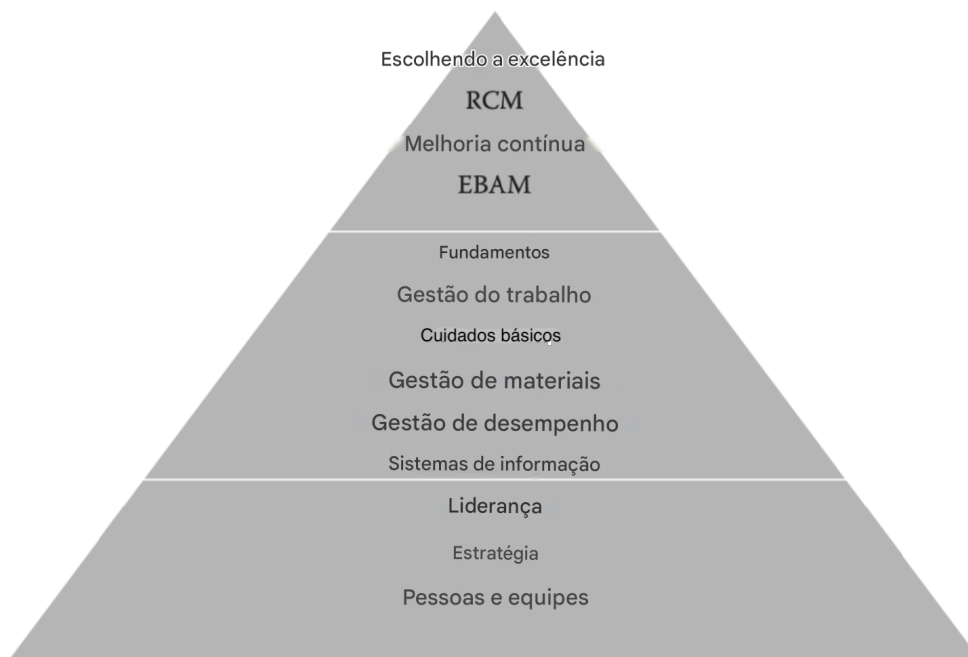 Escolhendo a excelência
RCM
Melhoria contínua
EBAM
Fundamentos
Gestão do trabalho
Cuidados básicos
Gestão de materiais
Gestão de desempenho
Sistemas de informação
Liderança
Estratégia
Pessoas e equipes